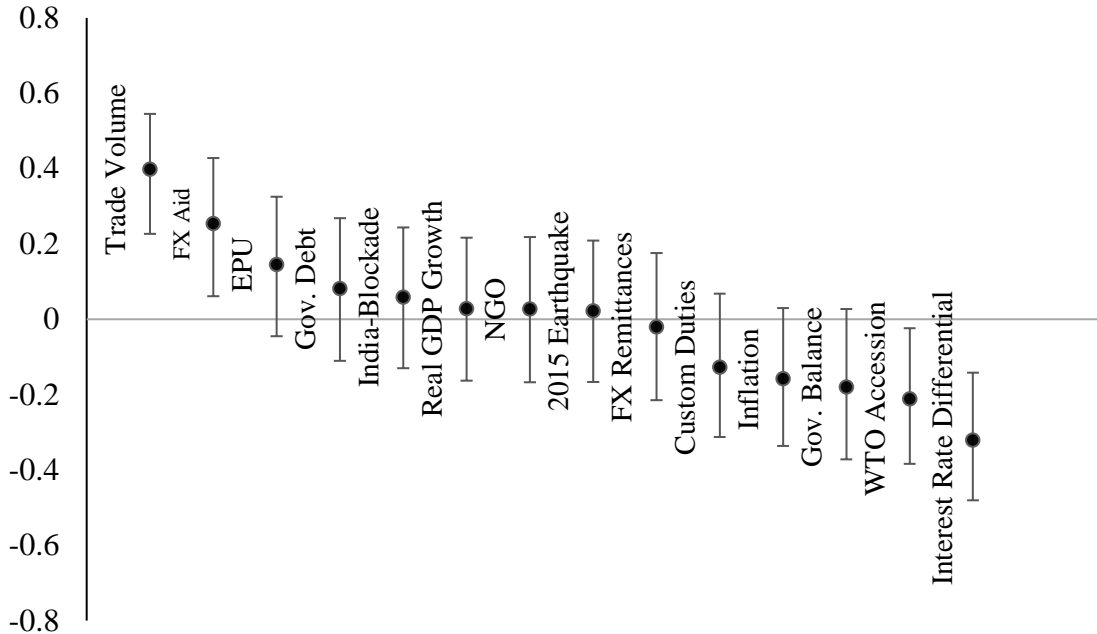 0.8
0.6
0.4
0.2
0
-0.2
-0.4
-0.6
-0.8
Trade Volume
FX Aid
EPU
Gov. Debt
India-Blockade
Real GDP Growth
NGO
2015 Earthquake
FX Remittances
Custom Duties
Inflation
Gov. Balance
WTO Accession
Interest Rate Differential